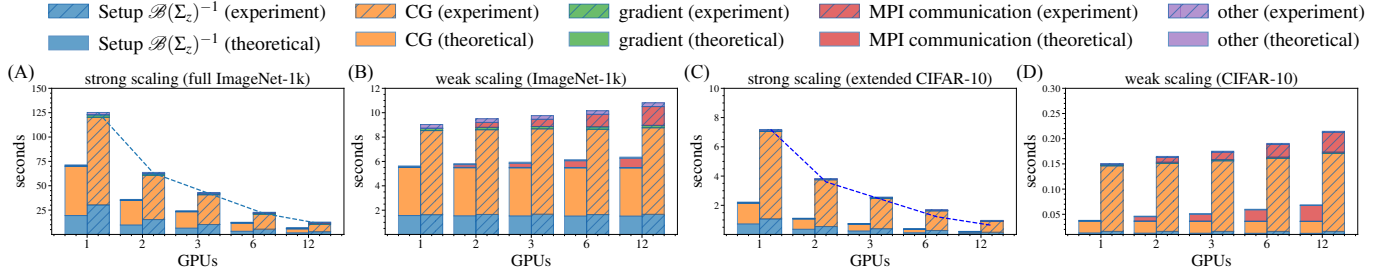 Setup ℬ(Σ_z)⁻¹ (experiment) CG (experiment) gradient (experiment) MPI communication (experiment) other (experiment)
Setup ℬ(Σ_z)⁻¹ (theoretical) CG (theoretical) gradient (theoretical) MPI communication (theoretical) other (theoretical)
(A) strong scaling (full ImageNet-1k)
150
125
100
75
50
25
seconds
1 2 3 6 12
GPUs
(B) weak scaling (ImageNet-1k)
12
10
8
6
4
2
seconds
1 2 3 6 12
GPUs
(C) strong scaling (extended CIFAR-10)
10
8
6
4
2
seconds
1 2 3 6 12
GPUs
(D) weak scaling (CIFAR-10)
0.30
0.25
0.20
0.15
0.10
0.05
seconds
1 2 3 6 12
GPUs